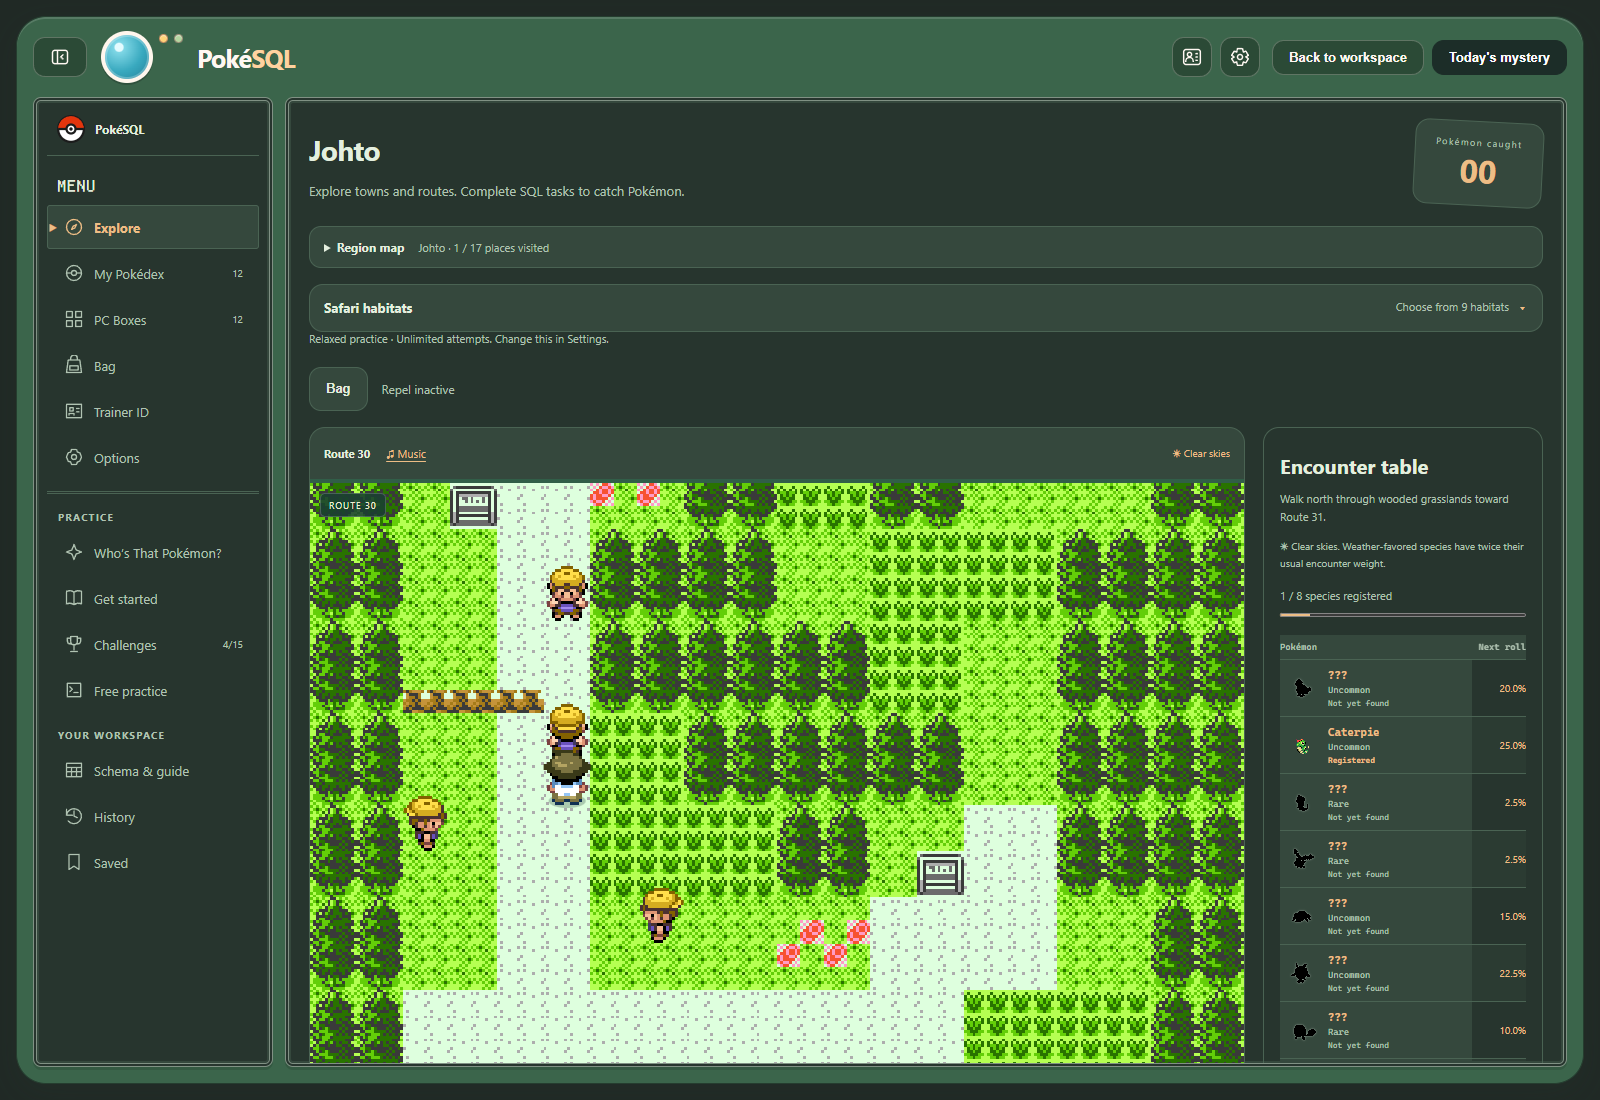 PokéSQL
Back to workspace
Today's mystery
PokéSQL
MENU
Explore
My Pokédex 12
PC Boxes 12
Bag
Trainer ID
Options
PRACTICE
Who's That Pokémon?
Get started
Challenges 4/15
Free practice
YOUR WORKSPACE
Schema & guide
History
Saved
Johto
Explore towns and routes. Complete SQL tasks to catch Pokémon.
Pokémon caught
00
Region map Johto · 1 / 17 places visited
Safari habitats Choose from 9 habitats
Relaxed practice · Unlimited attempts. Change this in Settings.
Bag Repel inactive
Route 30 ♫ Music ☀ Clear skies
ROUTE 30
Encounter table
Walk north through wooded grasslands toward
Route 31.
☀ Clear skies. Weather-favored species have twice their
usual encounter weight.
1 / 8 species registered
Pokémon Next roll
???
Uncommon 20.0%
Not yet found
Caterpie
Uncommon 25.0%
Registered
???
Rare 2.5%
Not yet found
???
Rare 2.5%
Not yet found
???
Uncommon 15.0%
Not yet found
???
Uncommon 22.5%
Not yet found
???
Rare 10.0%
Not yet found